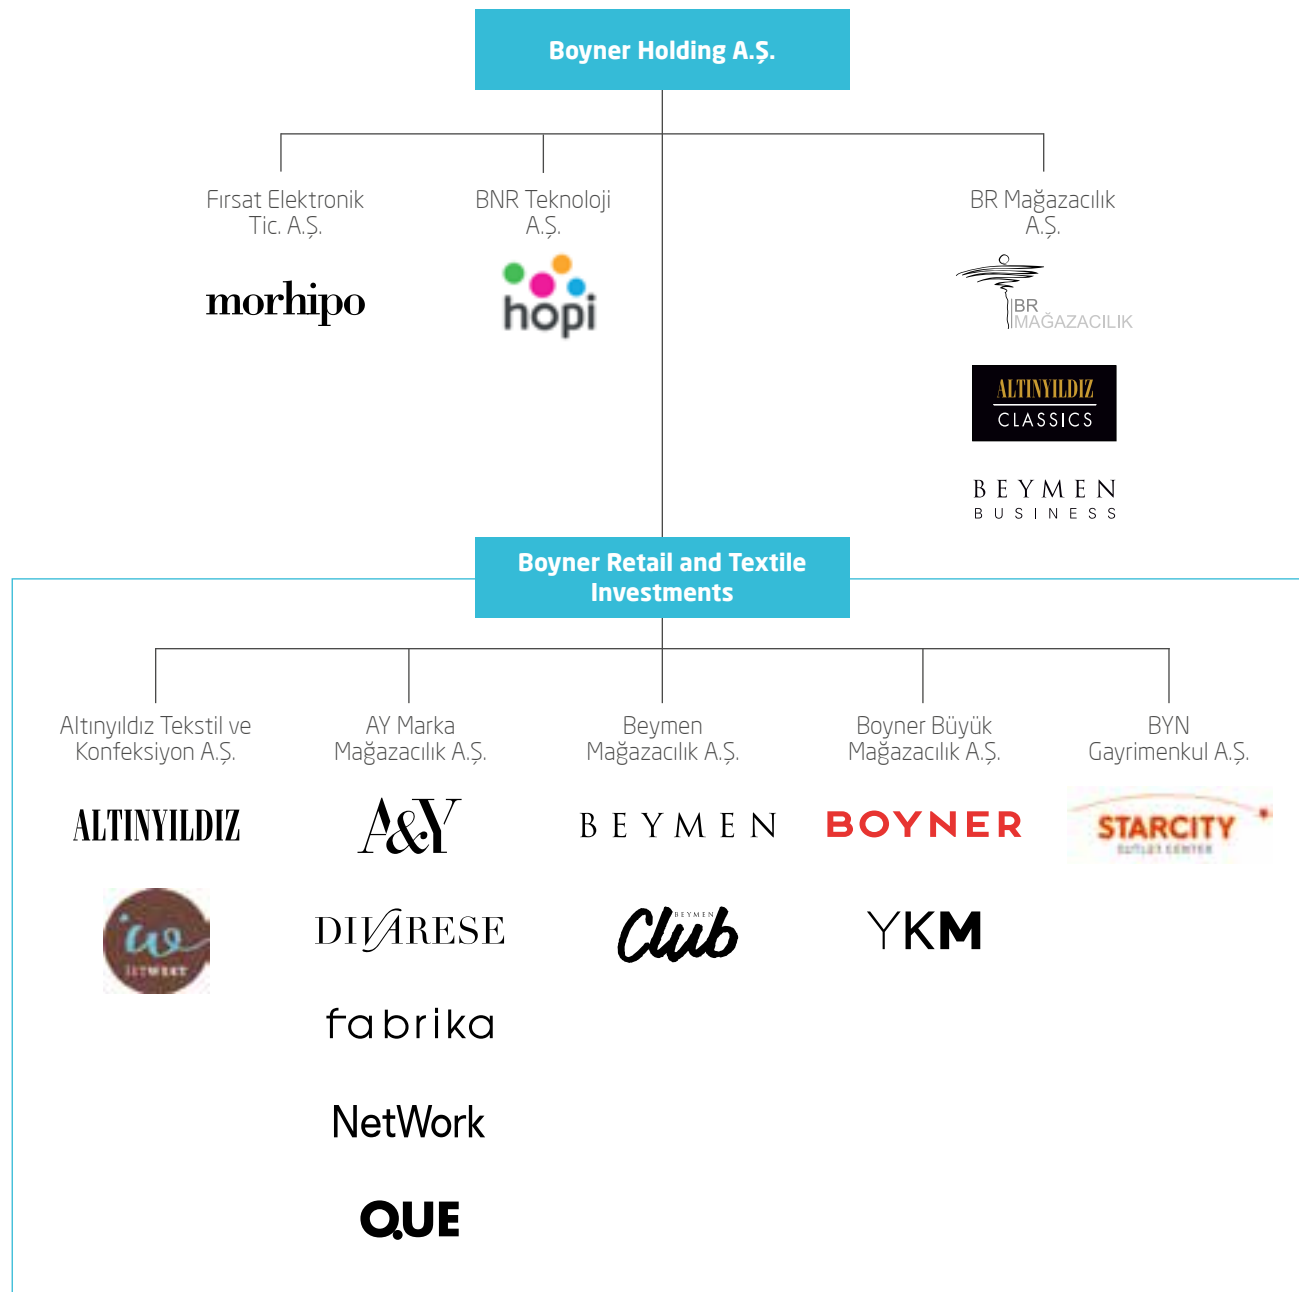 Boyner Holding A.Ş.
Fırsat Elektronik
Tic. A.Ş.
morhipo
BNR Teknoloji
A.Ş.
hopi
BR Mağazacılık
A.Ş.
BR
MAĞAZACILIK
ALTINYILDIZ
CLASSICS
BEYMEN
BUSINESS
Boyner Retail and Textile
Investments
Altınyıldız Tekstil ve
Konfeksiyon A.Ş.
ALTINYILDIZ
AY Marka
Mağazacılık A.Ş.
A&Y
DIVARESE
fabrika
NetWork
QUE
Beymen
Mağazacılık A.Ş.
BEYMEN
BEYMEN
Club
Boyner Büyük
Mağazacılık A.Ş.
BOYNER
YKM
BYN
Gayrimenkul A.Ş.
STARCITY
OUTLET CENTER